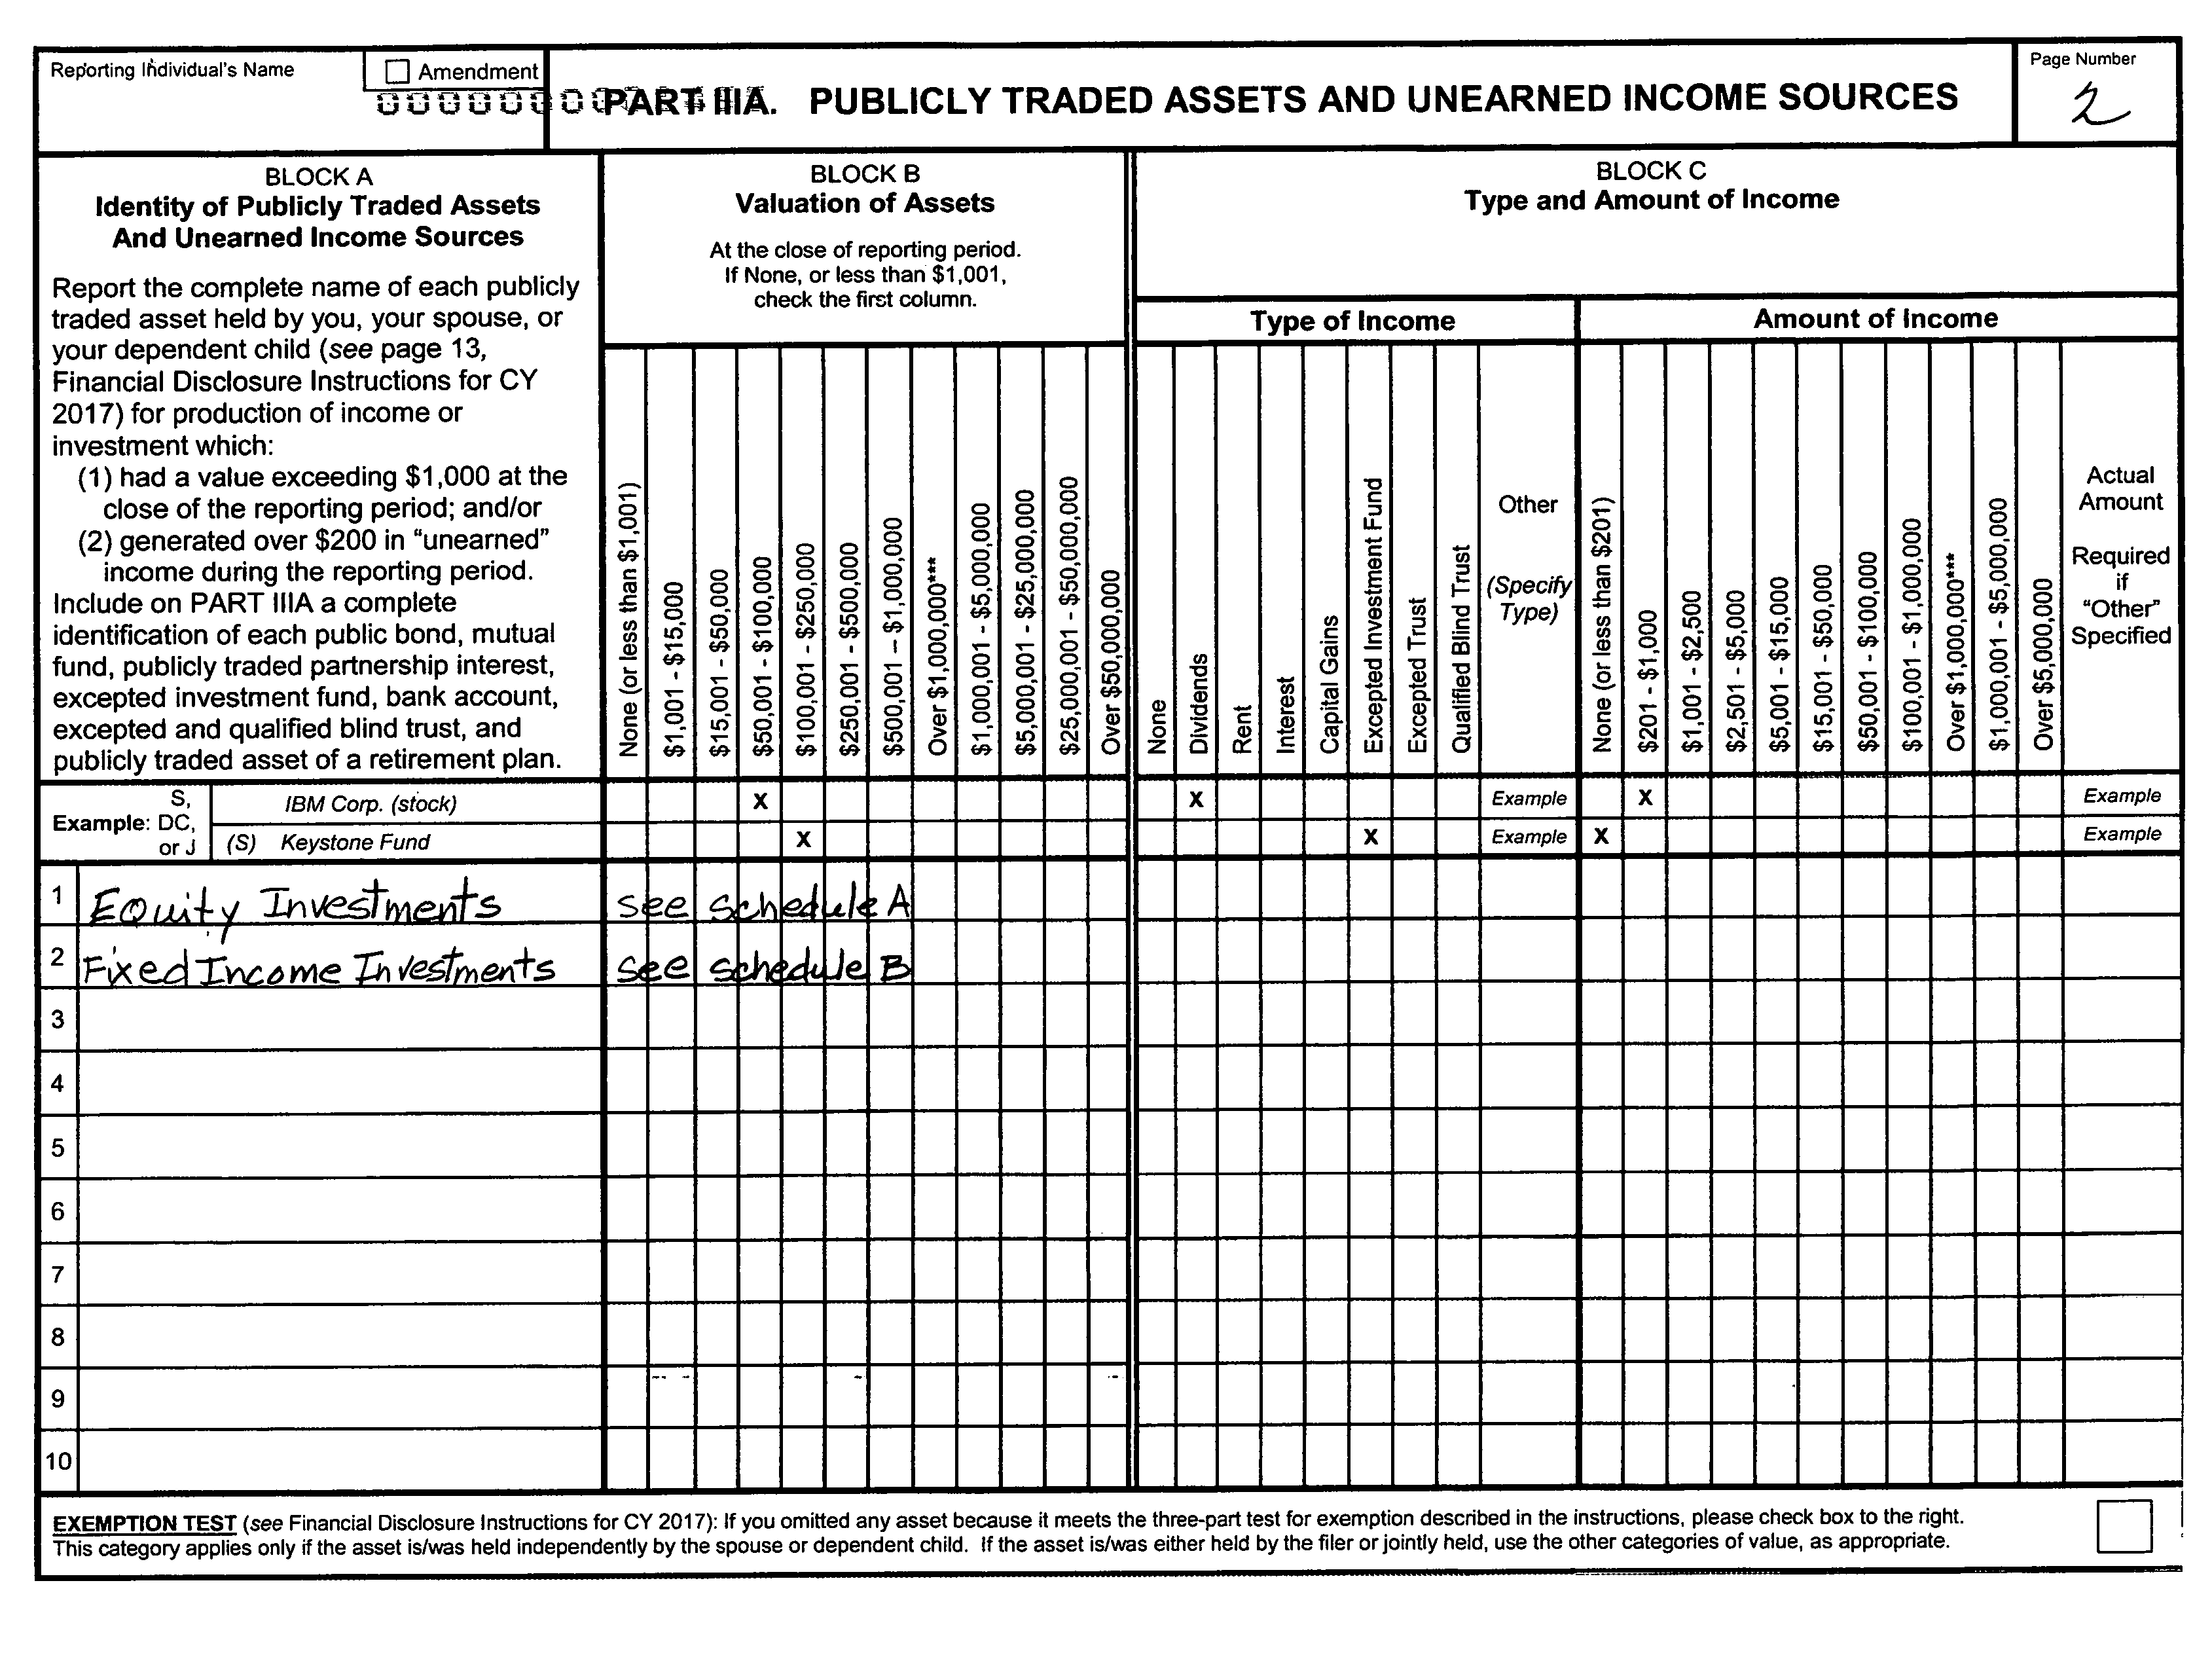 Reporting Individual's Name
Amendment
PART IIIA. PUBLICLY TRADED ASSETS AND UNEARNED INCOME SOURCES
Page Number
2
BLOCK A
Identity of Publicly Traded Assets
And Unearned Income Sources
Report the complete name of each publicly
traded asset held by you, your spouse, or
your dependent child (see page 13,
Financial Disclosure Instructions for CY
2017) for production of income or
investment which:
(1) had a value exceeding $1,000 at the
close of the reporting period; and/or
(2) generated over $200 in “unearned”
income during the reporting period.
Include on PART IIIA a complete
identification of each public bond, mutual
fund, publicly traded partnership interest,
excepted investment fund, bank account,
excepted and qualified blind trust, and
publicly traded asset of a retirement plan.
BLOCK B
Valuation of Assets
At the close of reporting period.
If None, or less than $1,001,
check the first column.
None (or less than $1,001)
$1,001 - $15,000
$15,001 - $50,000
$50,001 - $100,000
$100,001 - $250,000
$250,001 - $500,000
$500,001 – $1,000,000
Over $1,000,000***
$1,000,001 - $5,000,000
$5,000,001 - $25,000,000
$25,000,001 - $50,000,000
Over $50,000,000
BLOCK C
Type and Amount of Income
Type of Income
None
Dividends
Rent
Interest
Capital Gains
Excepted Investment Fund
Excepted Trust
Qualified Blind Trust
Other
(Specify
Type)
Amount of Income
None (or less than $201)
$201 - $1,000
$1,001 - $2,500
$2,501 - $5,000
$5,001 - $15,000
$15,001 - $50,000
$50,001 - $100,000
$100,001 - $1,000,000
Over $1,000,000***
$1,000,001 - $5,000,000
Over $5,000,000
Actual
Amount
Required
if
“Other”
Specified
Example: S, DC, or J
IBM Corp. (stock) X X Example X Example
(S) Keystone Fund X X Example X Example
1 Equity Investments see schedule A
2 Fixed Income Investments see schedule B
3
4
5
6
7
8
9
10
EXEMPTION TEST (see Financial Disclosure Instructions for CY 2017): If you omitted any asset because it meets the three-part test for exemption described in the instructions, please check box to the right.
This category applies only if the asset is/was held independently by the spouse or dependent child. If the asset is/was either held by the filer or jointly held, use the other categories of value, as appropriate.